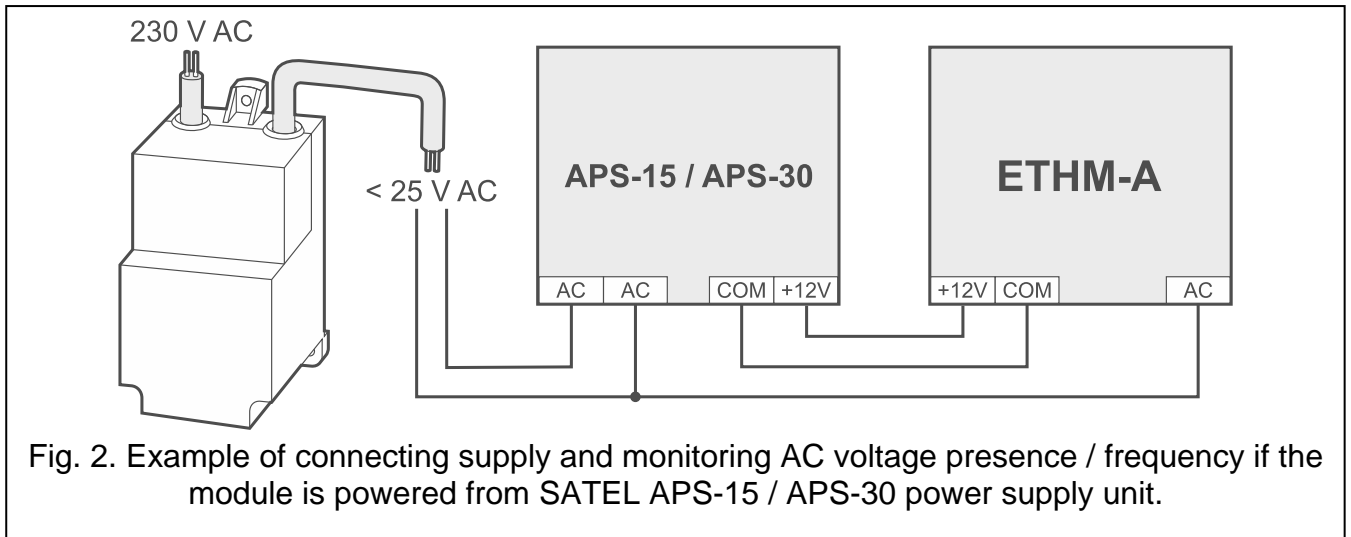 230 V AC
< 25 V AC
APS-15 / APS-30
AC AC COM +12V
ETHM-A
+12V COM AC
Fig. 2. Example of connecting supply and monitoring AC voltage presence / frequency if the
module is powered from SATEL APS-15 / APS-30 power supply unit.